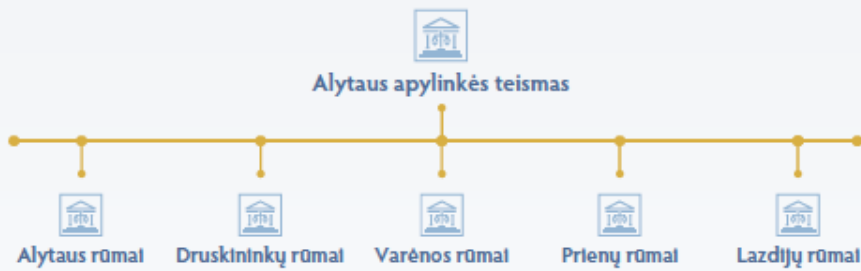 Alytaus apylinkės teismas
Alytaus rūmai
Druskininkų rūmai
Varėnos rūmai
Prienų rūmai
Lazdijų rūmai